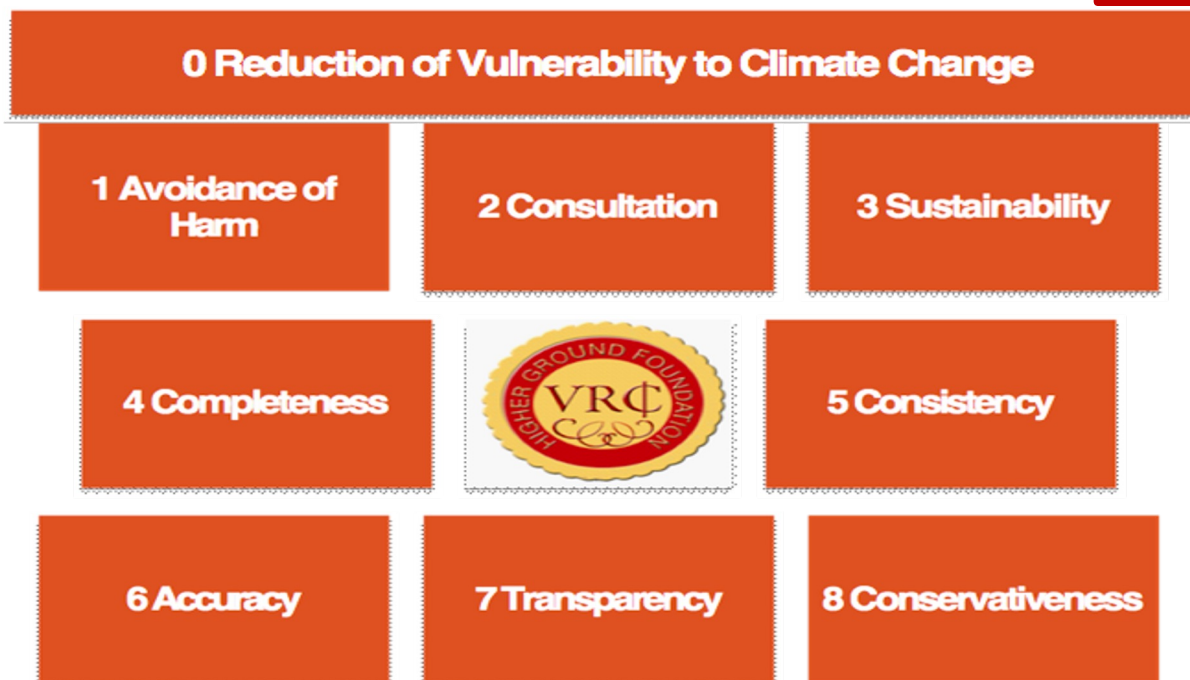 0 Reduction of Vulnerability to Climate Change
1 Avoidance of
Harm
2 Consultation
3 Sustainability
4 Completeness
HIGHER GROUND FOUNDATION
VR₵
5 Consistency
6 Accuracy
7 Transparency
8 Conservativeness